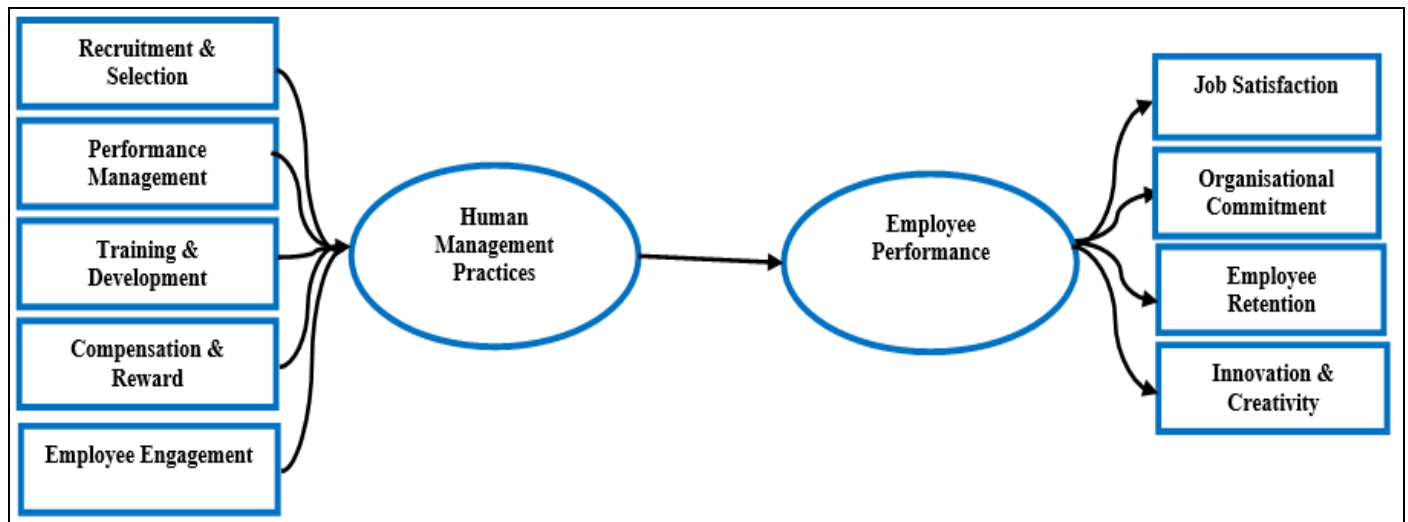 Recruitment &
Selection
Performance
Management
Training &
Development
Compensation &
Reward
Employee Engagement
Human
Management
Practices
Employee
Performance
Job Satisfaction
Organisational
Commitment
Employee
Retention
Innovation &
Creativity